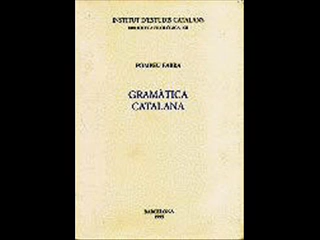 INSTITUT D'ESTUDIS CATALANS
POMPEU FABRA
GRAMÀTICA
CATALANA
BARCELONA